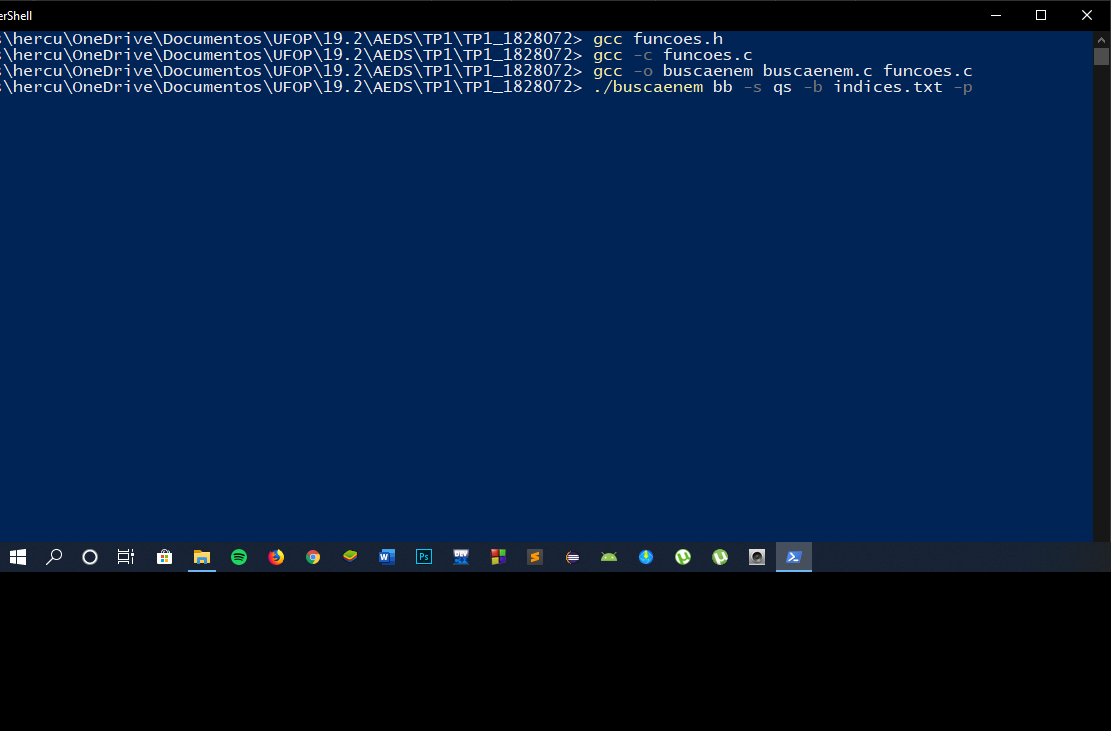 erShell
s\hercu\OneDrive\Documentos\UFOP\19.2\AEDS\TP1\TP1_1828072> gcc funcoes.h
s\hercu\OneDrive\Documentos\UFOP\19.2\AEDS\TP1\TP1_1828072> gcc -c funcoes.c
s\hercu\OneDrive\Documentos\UFOP\19.2\AEDS\TP1\TP1_1828072> gcc -o buscaenem buscaenem.c funcoes.c
s\hercu\OneDrive\Documentos\UFOP\19.2\AEDS\TP1\TP1_1828072> ./buscaenem bb -s qs -b indices.txt -p
W Ps DEV